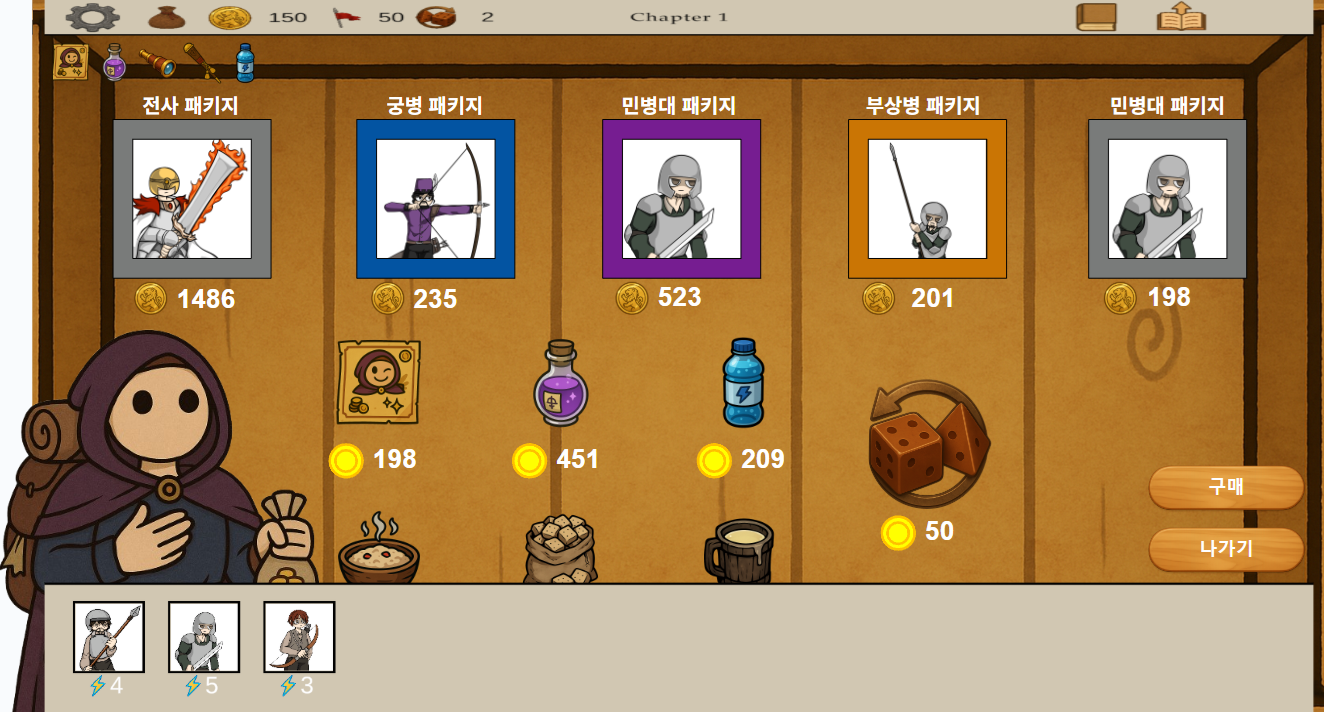 150 50 2 Chapter 1
전사 패키지 궁병 패키지 민병대 패키지 부상병 패키지 민병대 패키지
1486 235 523 201 198
198 451 209
50
구매
나가기
4 5 3